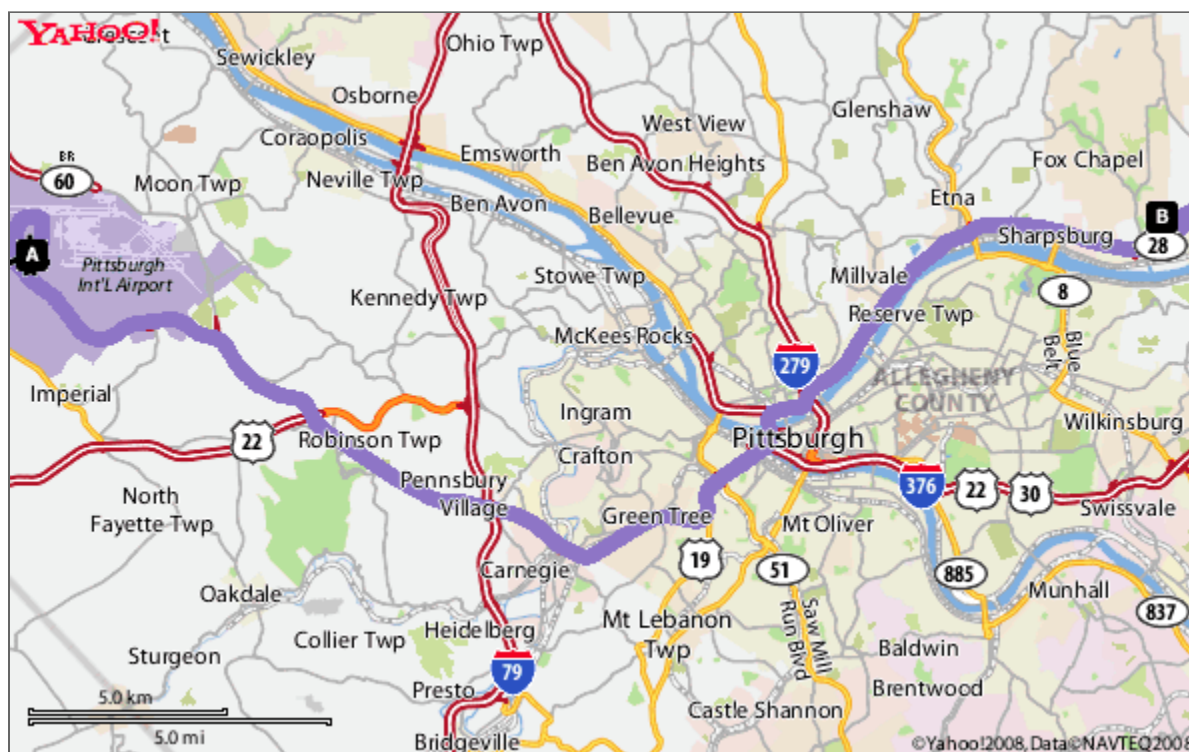 YAHOO!
Crescent
Sewickley
Ohio Twp
Osborne
Glenshaw
West View
Coraopolis
Emsworth
Ben Avon Heights
Fox Chapel
BR
60
Moon Twp
Neville Twp
Ben Avon
Bellevue
Etna
B
A
Sharpsburg
28
Pittsburgh
Int'L Airport
Stowe Twp
Millvale
Kennedy Twp
8
Reserve Twp
McKees Rocks
Blue
Belt
279
ALLEGHENY
COUNTY
Imperial
Ingram
Wilkinsburg
22
Robinson Twp
Pittsburgh
Crafton
Pennsbury
Village
376
22
30
North
Fayette Twp
Green Tree
Mt Oliver
Swissvale
19
Carnegie
51
885
Oakdale
Munhall
837
Saw Mill
Run Blvd
Collier Twp
Heidelberg
Mt Lebanon
Twp
Baldwin
Sturgeon
79
Presto
Brentwood
5.0 km
Castle Shannon
5.0 mi
Bridgeville
©Yahoo!2008, Data©NAVTEQ2008